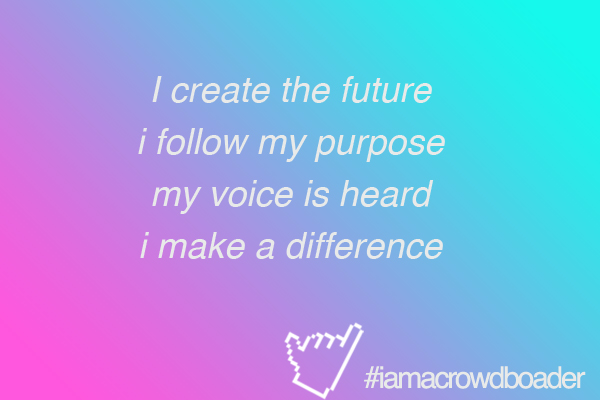 I create the future
i follow my purpose
my voice is heard
i make a difference
#iamacrowdboader